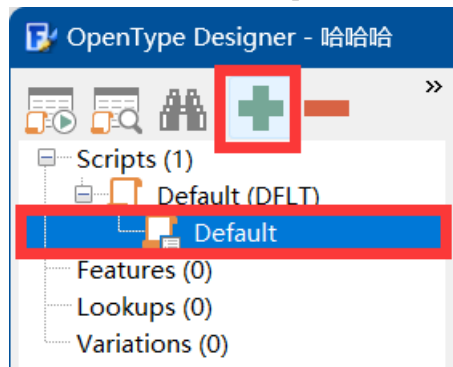 OpenType Designer - 哈哈哈
»
Scripts (1)
Default (DFLT)
Default
Features (0)
Lookups (0)
Variations (0)